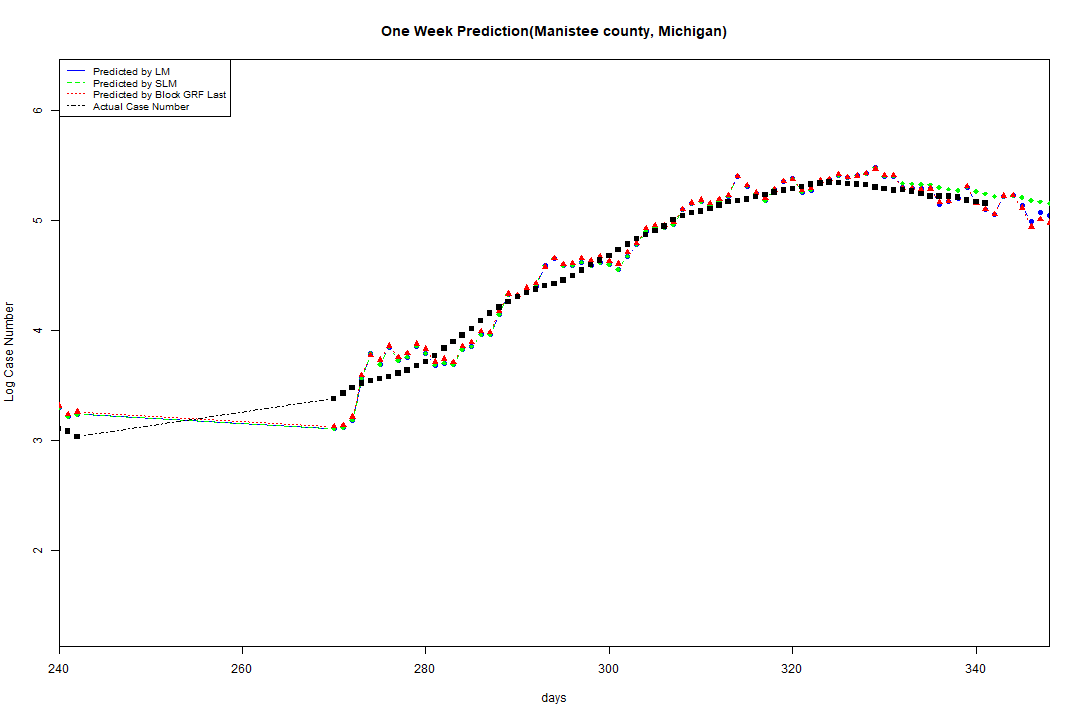 One Week Prediction(Manistee county, Michigan)
Predicted by LM
Predicted by SLM
Predicted by Block GRF Last
Actual Case Number
6
5
4
3
2
Log Case Number
240 260 280 300 320 340
days